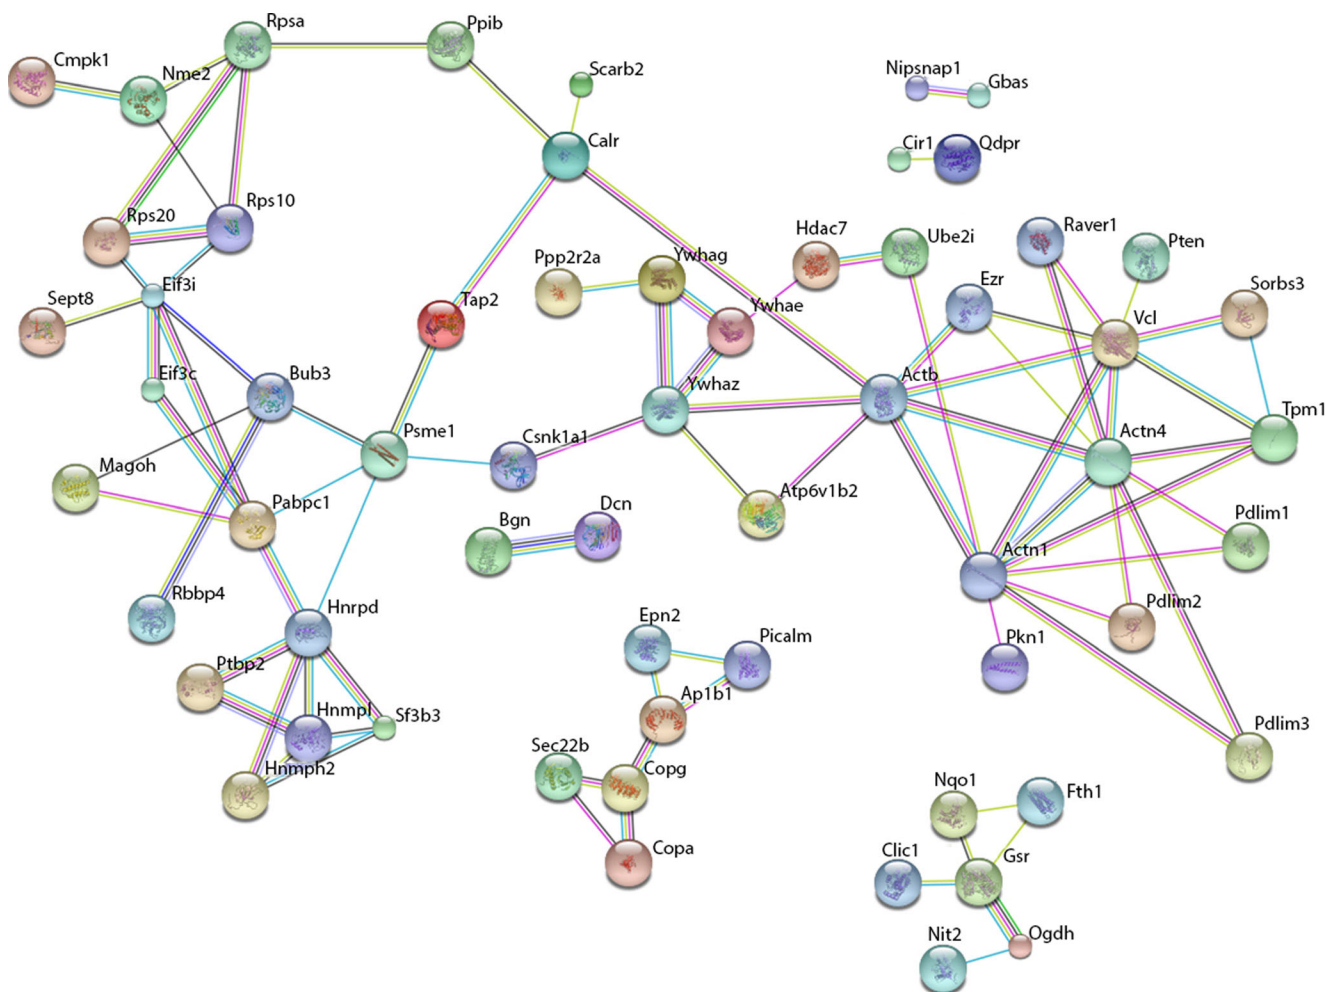 Rpsa
Ppib
Cmpk1
Nme2
Scarb2
Nipsnap1
Gbas
Calr
Cir1
Qdpr
Rps20
Rps10
Hdac7
Ube2i
Raver1
Pten
Ppp2r2a
Ywhag
Sept8
Eif3i
Tap2
Ywhae
Ezr
Vcl
Sorbs3
Eif3c
Bub3
Ywhaz
Actb
Psme1
Csnk1a1
Actn4
Tpm1
Magoh
Pabpc1
Atp6v1b2
Bgn
Dcn
Pdlim1
Actn1
Rbbp4
Hnrpd
Pdlim2
Epn2
Picalm
Pkn1
Ptbp2
Ap1b1
Hnmpl
Sf3b3
Pdlim3
Sec22b
Hnmph2
Copg
Nqo1
Fth1
Copa
Clic1
Gsr
Nit2
Ogdh